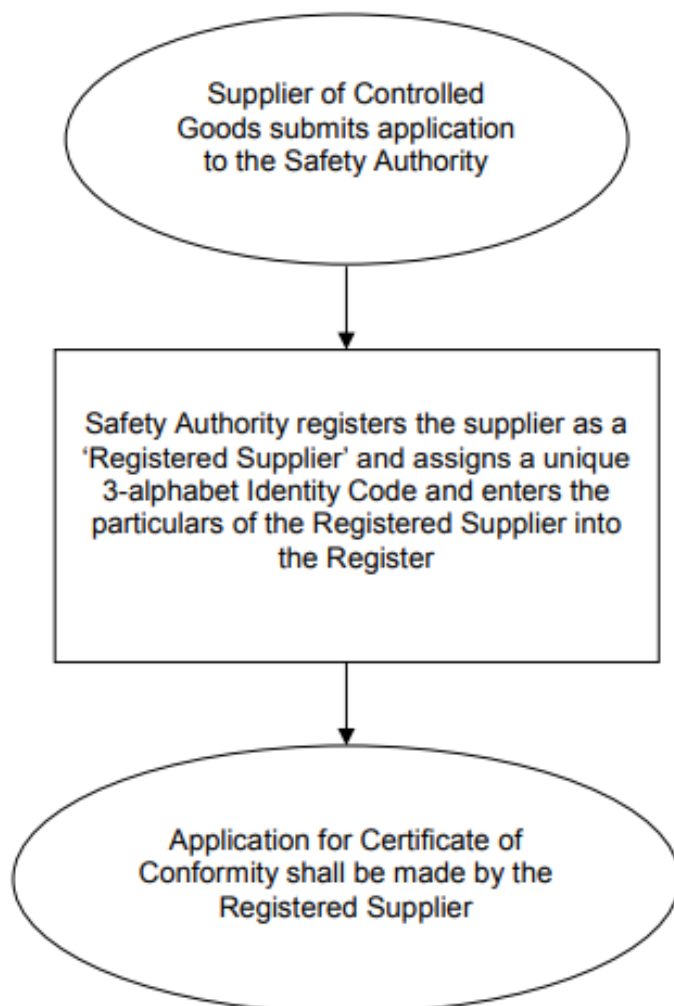 Supplier of Controlled
Goods submits application
to the Safety Authority
Safety Authority registers the supplier as a
‘Registered Supplier’ and assigns a unique
3-alphabet Identity Code and enters the
particulars of the Registered Supplier into
the Register
Application for Certificate of
Conformity shall be made by the
Registered Supplier